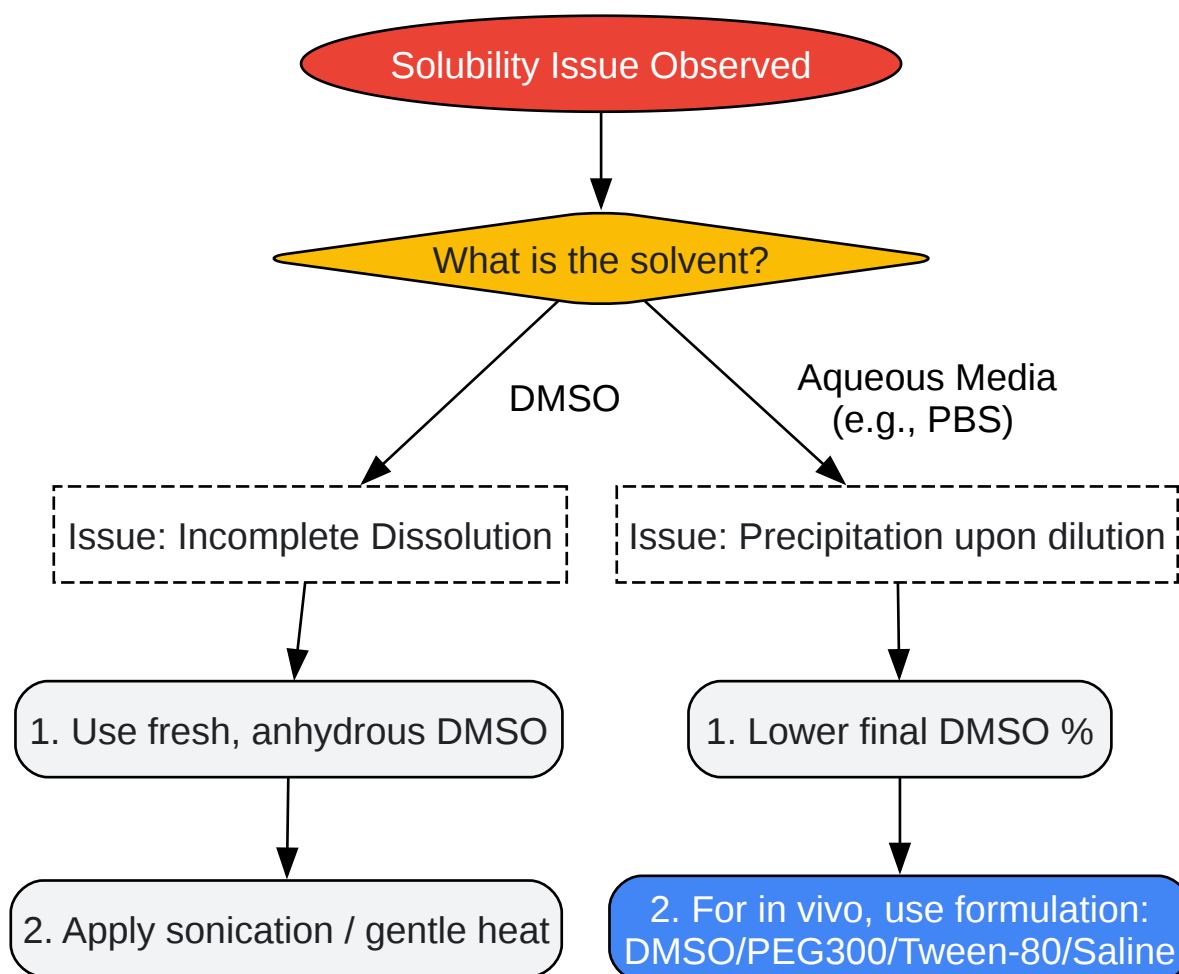 Solubility Issue Observed
What is the solvent?
DMSO
Aqueous Media
(e.g., PBS)
Issue: Incomplete Dissolution
Issue: Precipitation upon dilution
1. Use fresh, anhydrous DMSO
1. Lower final DMSO %
2. Apply sonication / gentle heat
2. For in vivo, use formulation:
DMSO/PEG300/Tween-80/Saline